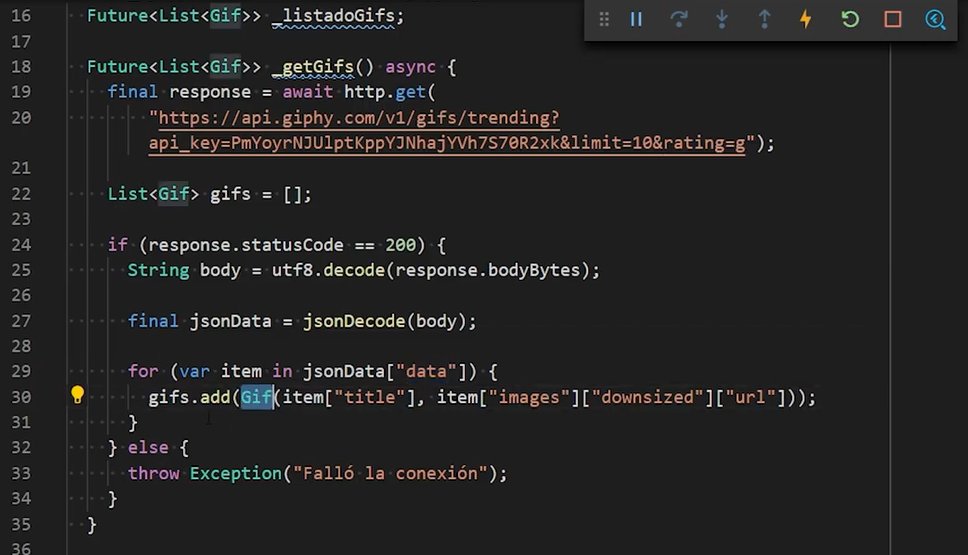 16 Future<List<Gif>> _listadoGifs;
17
18 Future<List<Gif>> _getGifs() async {
19 final response = await http.get(
20 "https://api.giphy.com/v1/gifs/trending?
api_key=PmYoyrNJUlptKppYJNhajYVh7S70R2xk&limit=10&rating=g");
21
22 List<Gif> gifs = [];
23
24 if (response.statusCode == 200) {
25 String body = utf8.decode(response.bodyBytes);
26
27 final jsonData = jsonDecode(body);
28
29 for (var item in jsonData["data"]) {
30 gifs.add(Gif(item["title"], item["images"]["downsized"]["url"]));
31 }
32 } else {
33 throw Exception("Falló la conexión");
34 }
35 }
36